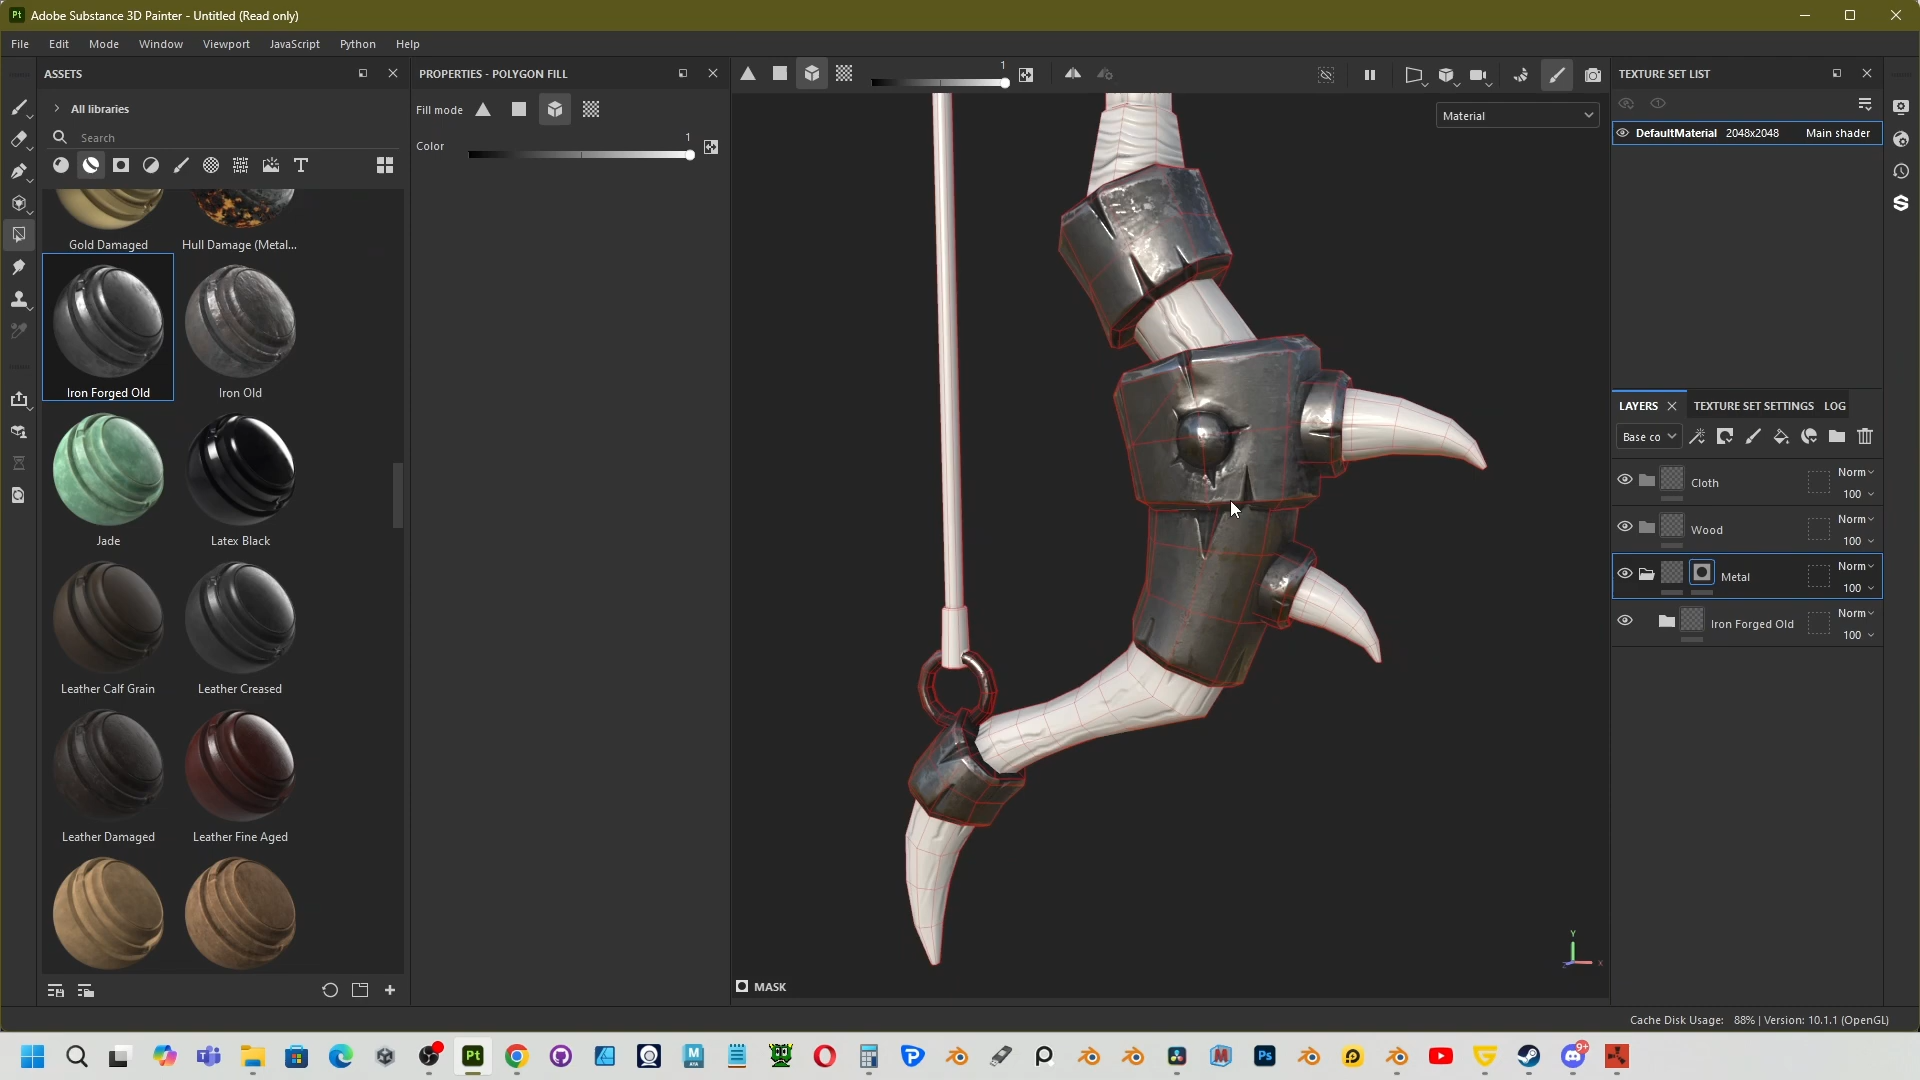 Pt Adobe Substance 3D Painter - Untitled (Read only)
File Edit Mode Window Viewport JavaScript Python Help
ASSETS
All libraries
Search
Gold Damaged
Hull Damage (Metal...
Iron Forged Old
Iron Old
Jade
Latex Black
Leather Calf Grain
Leather Creased
Leather Damaged
Leather Fine Aged
PROPERTIES - POLYGON FILL
Fill mode
Color
1
1
Material
Y
X
MASK
TEXTURE SET LIST
DefaultMaterial 2048x2048 Main shader
LAYERS
TEXTURE SET SETTINGS
LOG
Base co
Cloth
Norm
100
Wood
Norm
100
Metal
Norm
100
Iron Forged Old
Norm
100
Cache Disk Usage: 88% | Version: 10.1.1 (OpenGL)
Pt
M
Ps
9+